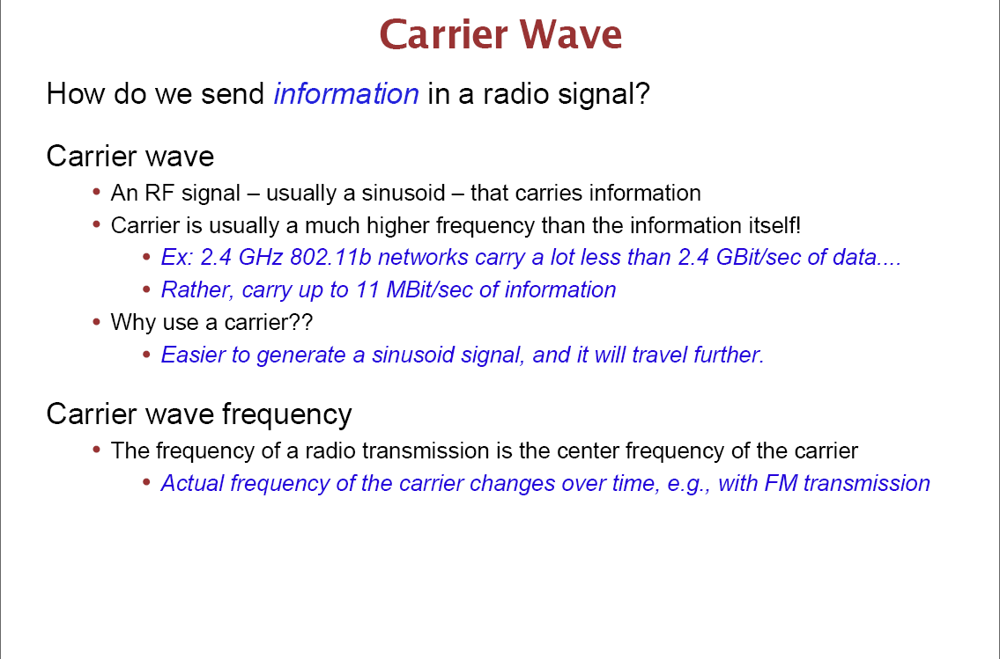 Carrier Wave
How do we send information in a radio signal?
Carrier wave
• An RF signal – usually a sinusoid – that carries information
• Carrier is usually a much higher frequency than the information itself!
• Ex: 2.4 GHz 802.11b networks carry a lot less than 2.4 GBit/sec of data....
• Rather, carry up to 11 MBit/sec of information
• Why use a carrier??
• Easier to generate a sinusoid signal, and it will travel further.
Carrier wave frequency
• The frequency of a radio transmission is the center frequency of the carrier
• Actual frequency of the carrier changes over time, e.g., with FM transmission